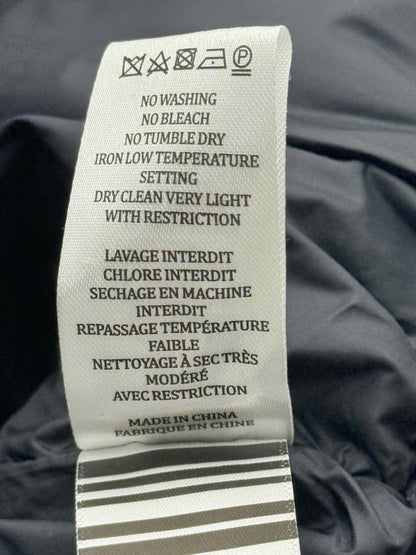 P
NO WASHING
NO BLEACH
NO TUMBLE DRY
IRON LOW TEMPERATURE
SETTING
DRY CLEAN VERY LIGHT
WITH RESTRICTION
LAVAGE INTERDIT
CHLORE INTERDIT
SECHAGE EN MACHINE
INTERDIT
REPASSAGE TEMPÉRATURE
FAIBLE
NETTOYAGE À SEC TRÈS
MODÉRÉ
AVEC RESTRICTION
MADE IN CHINA
FABRIQUE EN CHINE